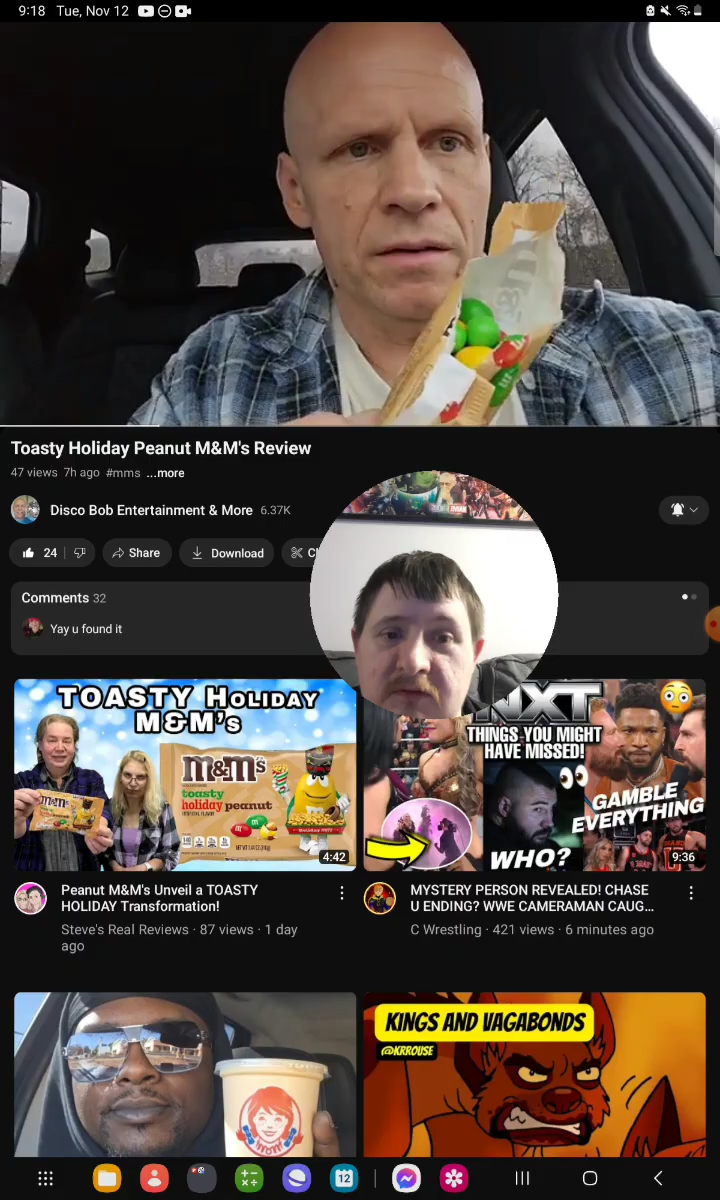 9:18 Tue, Nov 12
Toasty Holiday Peanut M&M's Review
47 views 7h ago #mms ...more
Disco Bob Entertainment & More 6.37K
24
Share
Download
Comments 32
Yay u found it
TOASTY HOLIDAY
M&M's
m&m's
toasty
holiday peanut
4:42
NXT
THINGS YOU MIGHT
HAVE MISSED!
GAMBLE
EVERYTHING
WHO?
9:36
Peanut M&M's Unveil a TOASTY
HOLIDAY Transformation!
Steve's Real Reviews · 87 views · 1 day
ago
MYSTERY PERSON REVEALED! CHASE
U ENDING? WWE CAMERAMAN CAUG...
C Wrestling · 421 views · 6 minutes ago
KINGS AND VAGABONDS
@KRROUSE
12